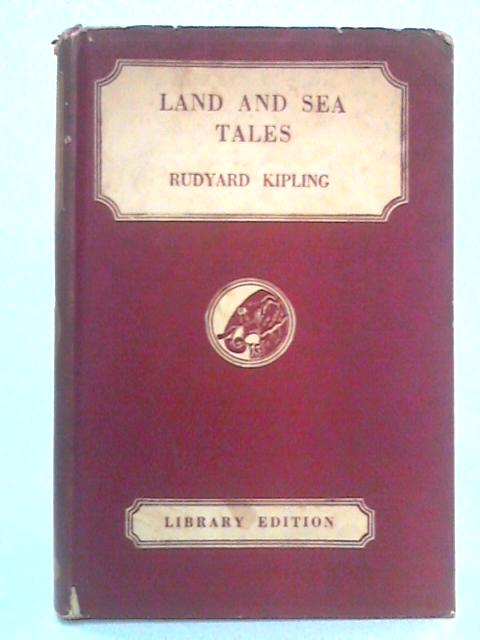 LAND AND SEA
TALES
RUDYARD KIPLING
LIBRARY EDITION